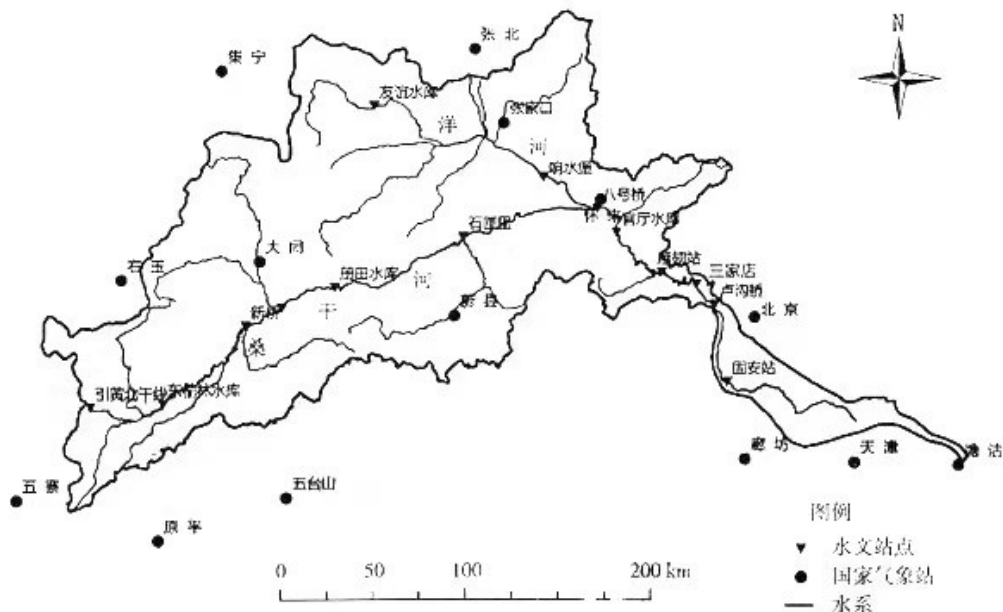 N
张北
集宁
友谊水库
张家口
洋
河
响水堡
八号桥
官厅水库
石匣里
大同
右玉
册田水库
河
干
桑
蔚县
新桥
雁翅站
三家店
卢沟桥
北京
固安站
引黄北干线
东榆林水库
廊坊
天津
塘沽
五寨
五台山
原平
图例
水文站点
国家气象站
水系
0 50 100 200 km